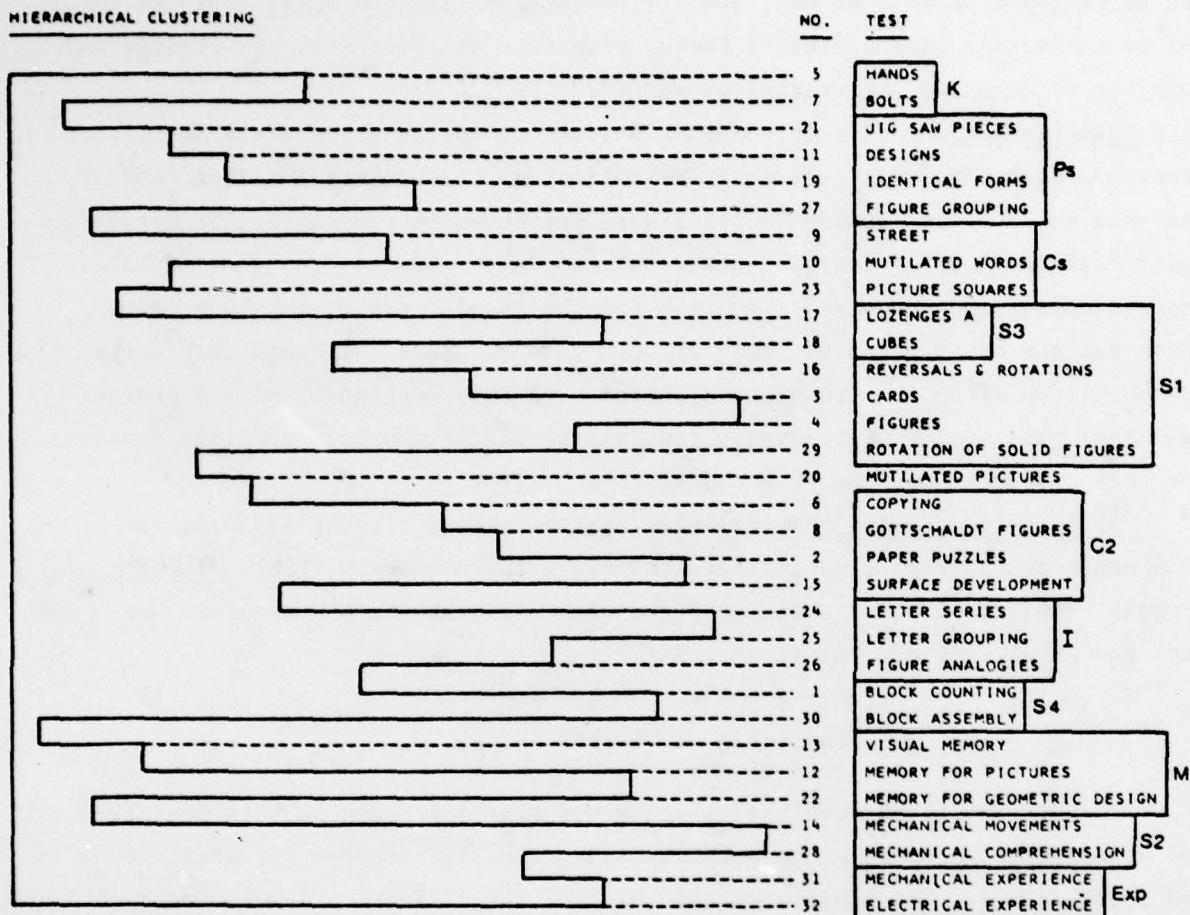 HIERARCHICAL CLUSTERING NO. TEST
5 HANDS
K
7 BOLTS
21 JIG SAW PIECES
11 DESIGNS
Ps
19 IDENTICAL FORMS
27 FIGURE GROUPING
9 STREET
10 MUTILATED WORDS Cs
23 PICTURE SQUARES
17 LOZENGES A
S3
18 CUBES
16 REVERSALS & ROTATIONS
S1
3 CARDS
4 FIGURES
29 ROTATION OF SOLID FIGURES
20 MUTILATED PICTURES
6 COPYING
8 GOTTSCHALDT FIGURES
C2
2 PAPER PUZZLES
15 SURFACE DEVELOPMENT
24 LETTER SERIES
25 LETTER GROUPING I
26 FIGURE ANALOGIES
1 BLOCK COUNTING
S4
30 BLOCK ASSEMBLY
13 VISUAL MEMORY
12 MEMORY FOR PICTURES M
22 MEMORY FOR GEOMETRIC DESIGN
14 MECHANICAL MOVEMENTS
S2
28 MECHANICAL COMPREHENSION
31 MECHANICAL EXPERIENCE
Exp
32 ELECTRICAL EXPERIENCE